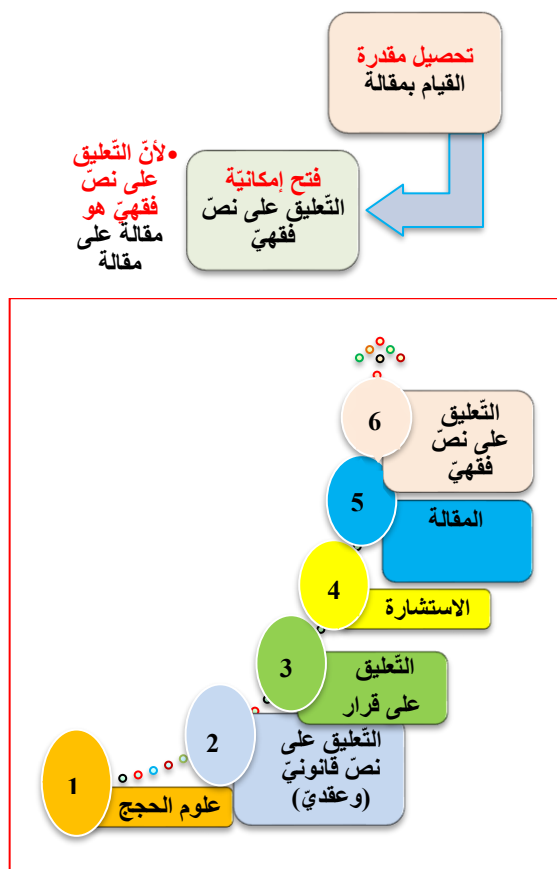 تحصيل مقدرة
القيام بمقالة
فتح إمكانيّة
التّعليق على نصّ
فقهيّ
•لأنّ التّعليق
على نصّ
فقهيّ هو
مقالة على
مقالة
6
التّعليق
على نصّ
فقهيّ
5
المقالة
4
الاستشارة
3
التّعليق
على قرار
2
التّعليق على
نصّ قانونيّ
(وعقديّ)
1
علوم الحجج